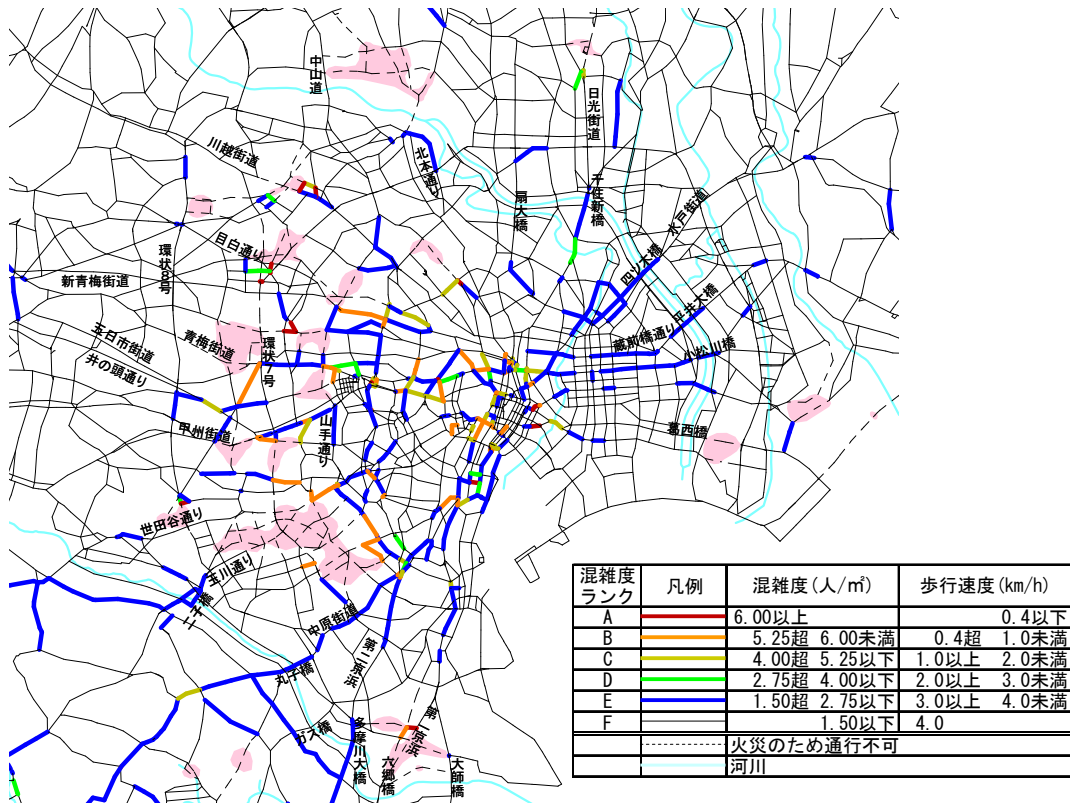 中山道
日光街道
川越街道
北本通り
扇大橋
千住新橋
水戸街道
目白通り
環状8号
四ツ木橋
新青梅街道
平井大橋
五日市街道
青梅街道
環状7号
蔵前橋通り
小松川橋
井の頭通り
甲州街道
山手通り
葛西橋
世田谷通り
玉川通り
二子橋
中原街道
第二京浜
丸子橋
ガス橋
多摩川大橋
六郷橋
第一京浜
大師橋
混雑度ランク 凡例 混雑度(人/㎡) 歩行速度(km/h)
A 6.00以上 0.4以下
B 5.25超 6.00未満 0.4超 1.0未満
C 4.00超 5.25以下 1.0以上 2.0未満
D 2.75超 4.00以下 2.0以上 3.0未満
E 1.50超 2.75以下 3.0以上 4.0未満
F 1.50以下 4.0
火災のため通行不可
河川